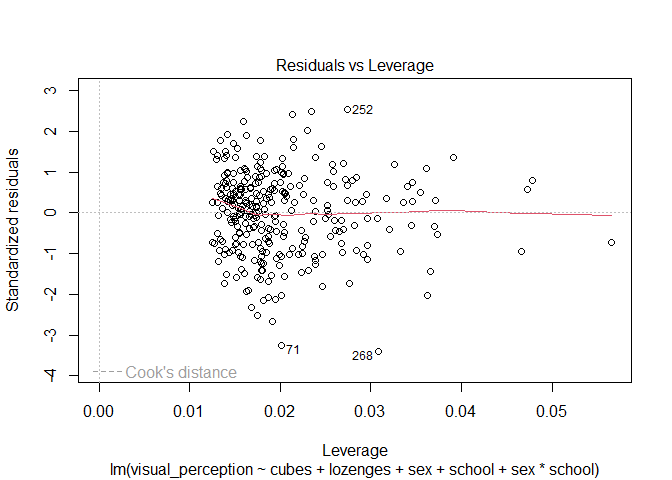 Residuals vs Leverage
Standardized residuals
3
2
1
0
-1
-2
-3
-4
252
71
268
Cook's distance
0.00 0.01 0.02 0.03 0.04 0.05
Leverage
lm(visual_perception ~ cubes + lozenges + sex + school + sex * school)